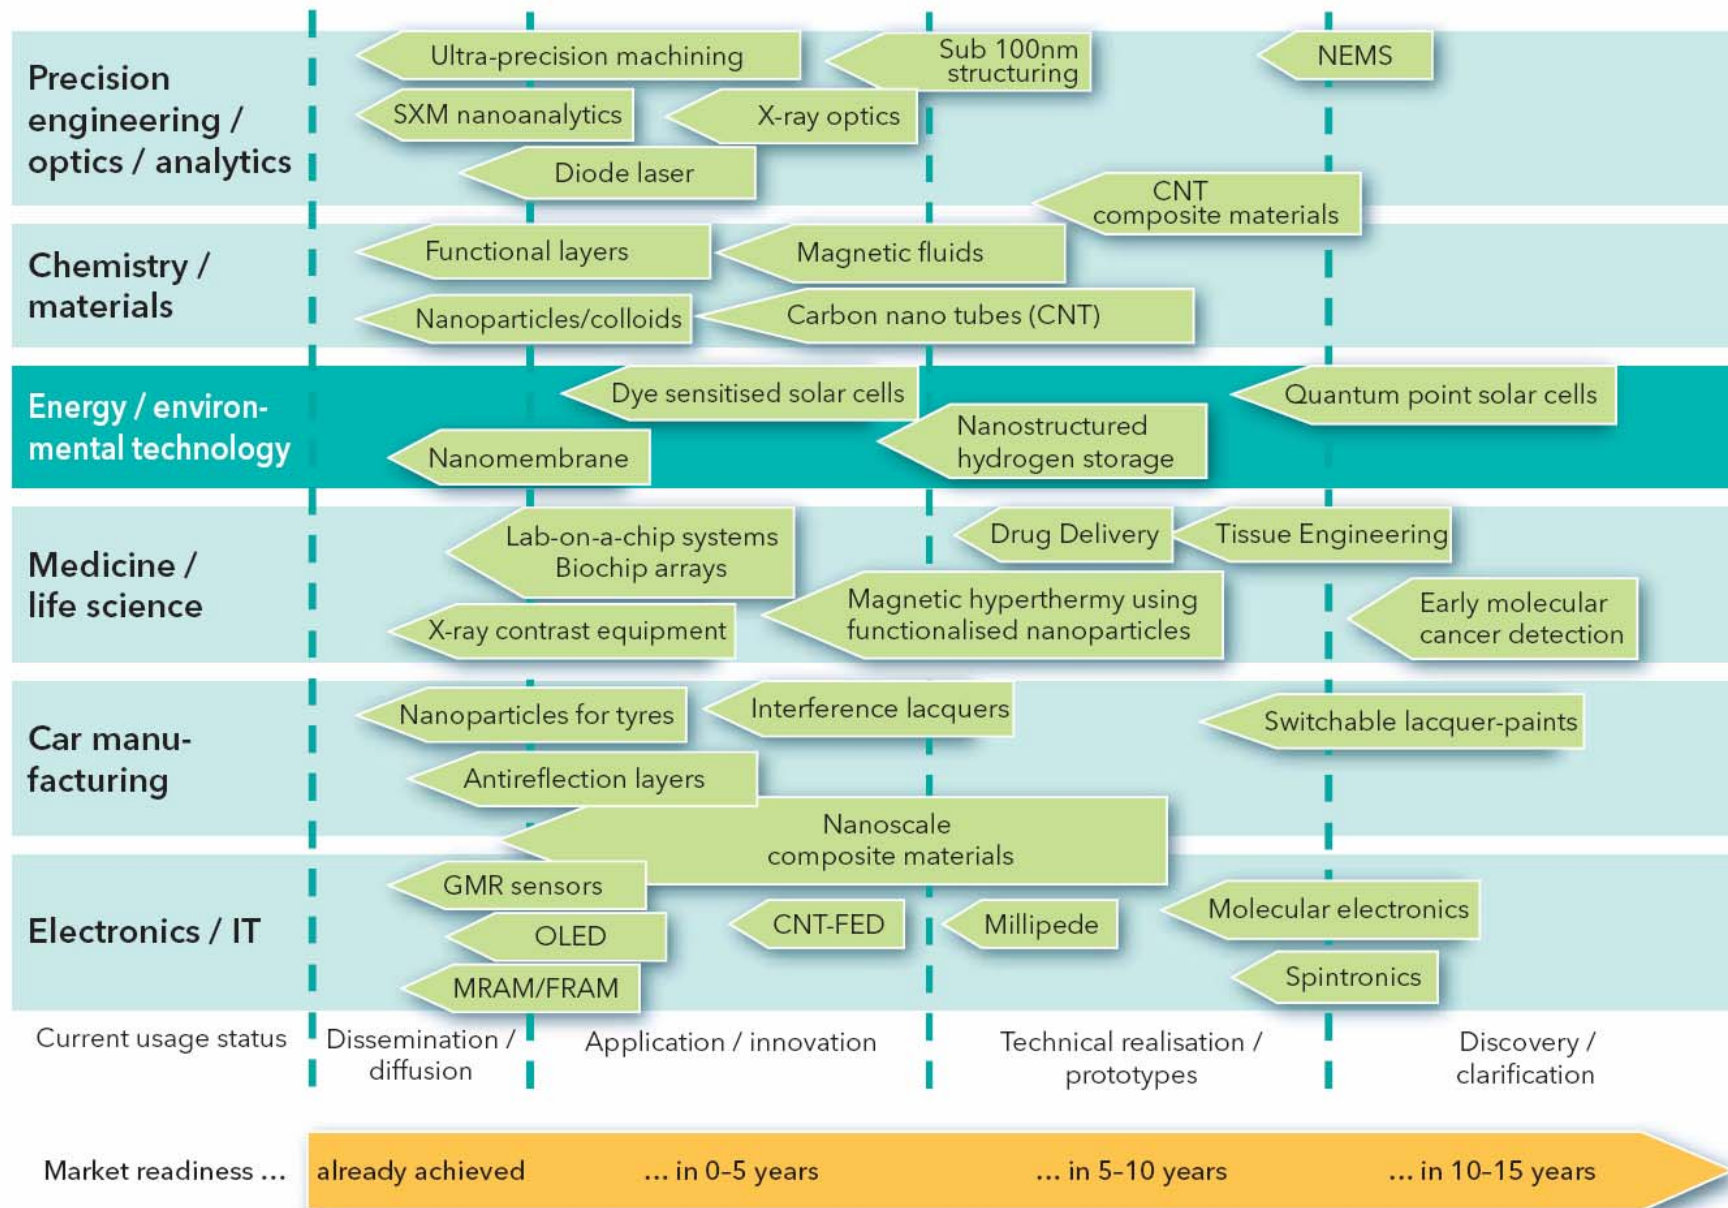 Precision
engineering /
optics / analytics
Ultra-precision machining
Sub 100nm
structuring
NEMS
SXM nanoanalytics
X-ray optics
Diode laser
CNT
composite materials
Chemistry /
materials
Functional layers
Magnetic fluids
Nanoparticles/colloids
Carbon nano tubes (CNT)
Energy / environ-
mental technology
Dye sensitised solar cells
Quantum point solar cells
Nanomembrane
Nanostructured
hydrogen storage
Medicine /
life science
Lab-on-a-chip systems
Biochip arrays
Drug Delivery
Tissue Engineering
X-ray contrast equipment
Magnetic hyperthermy using
functionalised nanoparticles
Early molecular
cancer detection
Car manu-
facturing
Nanoparticles for tyres
Interference lacquers
Switchable lacquer-paints
Antireflection layers
Nanoscale
composite materials
Electronics / IT
GMR sensors
OLED
CNT-FED
Millipede
Molecular electronics
MRAM/FRAM
Spintronics
Current usage status
Dissemination /
diffusion
Application / innovation
Technical realisation /
prototypes
Discovery /
clarification
Market readiness ...
already achieved
... in 0–5 years
... in 5–10 years
... in 10–15 years